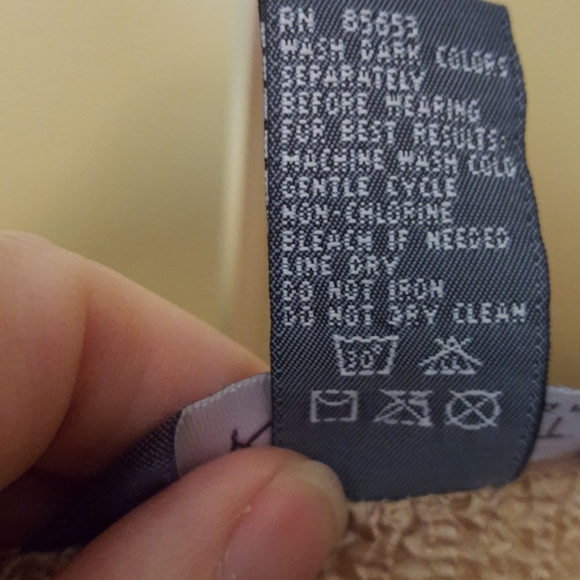 RN 85653
WASH DARK COLORS
SEPARATELY
BEFORE WEARING
FOR BEST RESULTS:
MACHINE WASH COLD
GENTLE CYCLE
NON-CHLORINE
BLEACH IF NEEDED
LINE DRY
DO NOT IRON
DO NOT DRY CLEAN
30